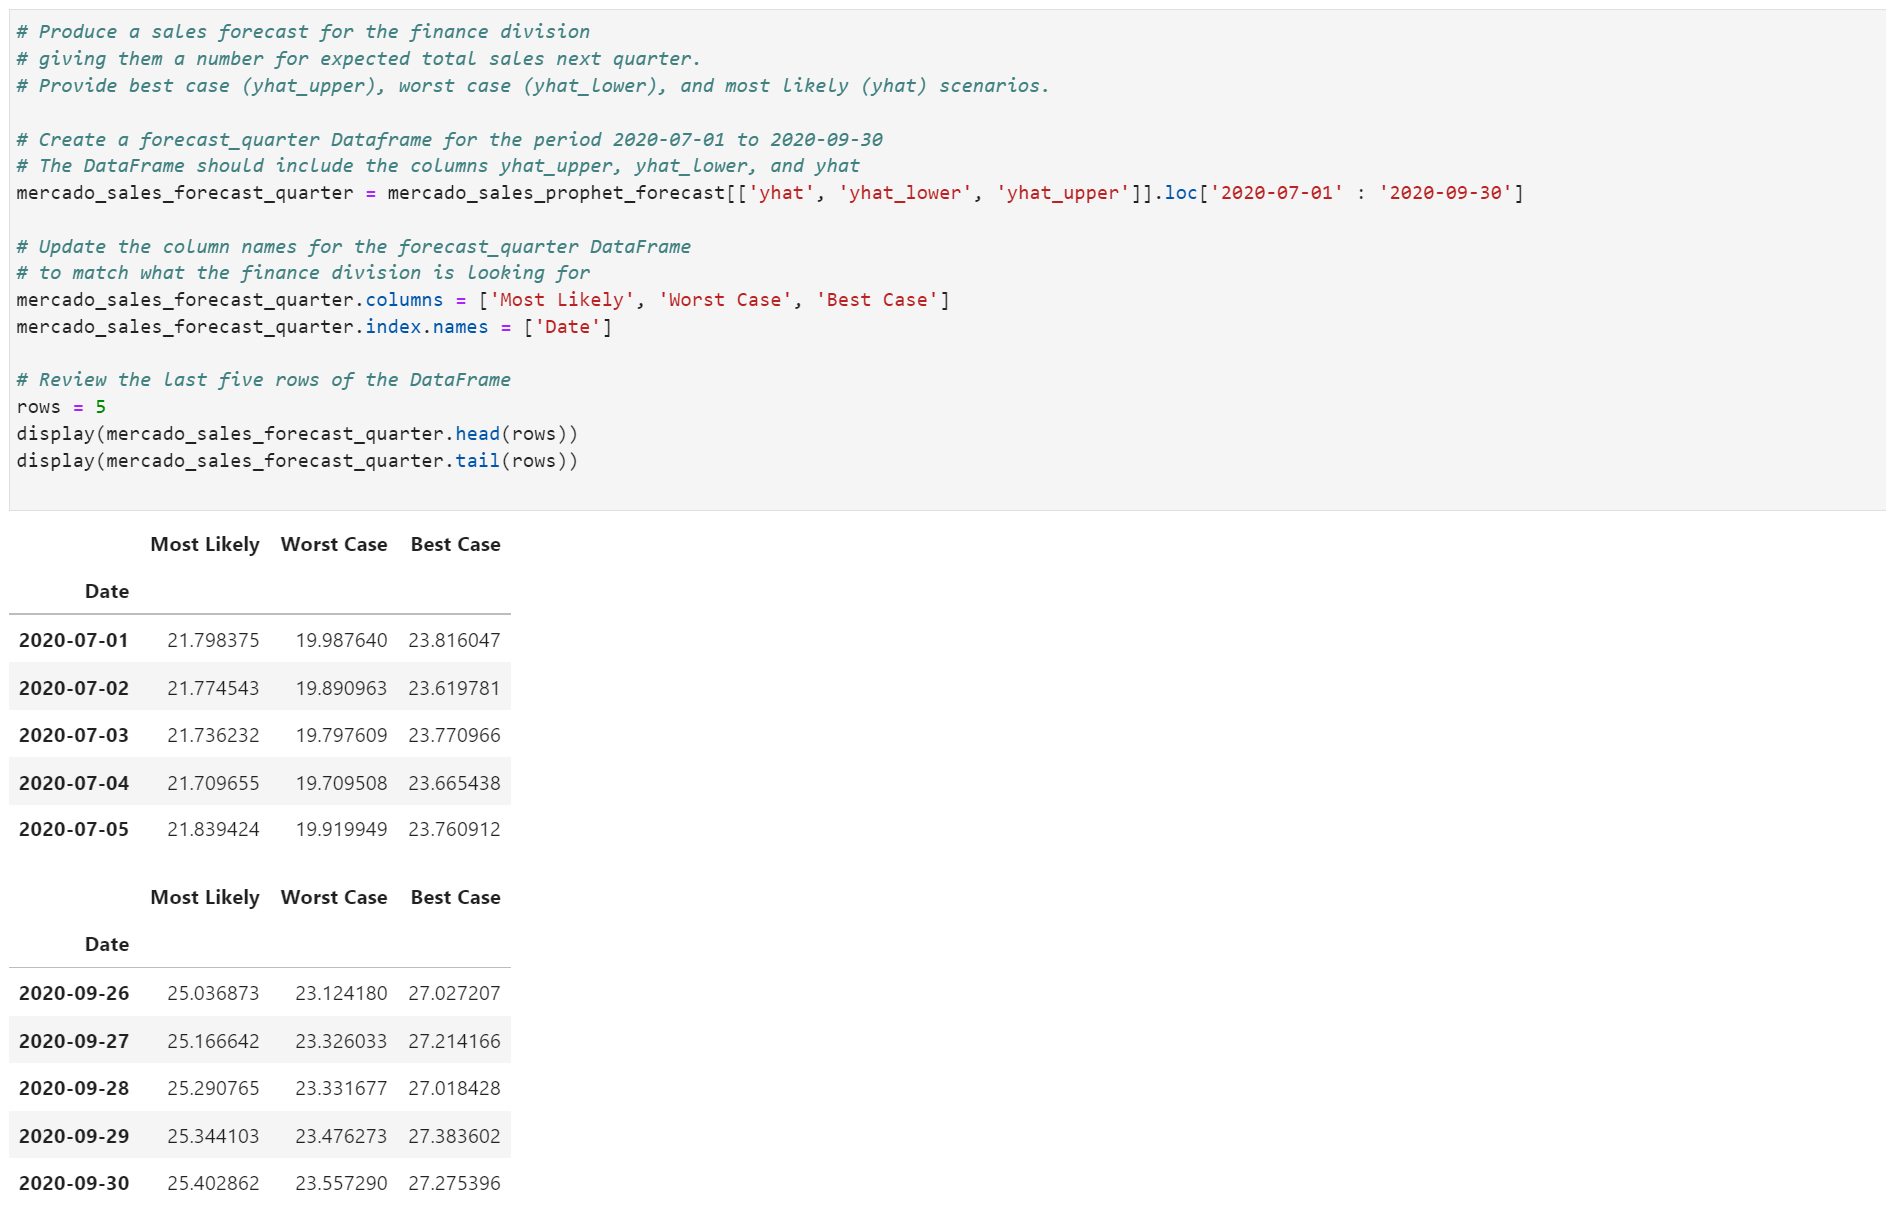 # Produce a sales forecast for the finance division
# giving them a number for expected total sales next quarter.
# Provide best case (yhat_upper), worst case (yhat_lower), and most likely (yhat) scenarios.
# Create a forecast_quarter Dataframe for the period 2020-07-01 to 2020-09-30
# The DataFrame should include the columns yhat_upper, yhat_lower, and yhat
mercado_sales_forecast_quarter = mercado_sales_prophet_forecast[['yhat', 'yhat_lower', 'yhat_upper']].loc['2020-07-01' : '2020-09-30']
# Update the column names for the forecast_quarter DataFrame
# to match what the finance division is looking for
mercado_sales_forecast_quarter.columns = ['Most Likely', 'Worst Case', 'Best Case']
mercado_sales_forecast_quarter.index.names = ['Date']
# Review the last five rows of the DataFrame
rows = 5
display(mercado_sales_forecast_quarter.head(rows))
display(mercado_sales_forecast_quarter.tail(rows))
Most Likely Worst Case Best Case
Date
2020-07-01 21.798375 19.987640 23.816047
2020-07-02 21.774543 19.890963 23.619781
2020-07-03 21.736232 19.797609 23.770966
2020-07-04 21.709655 19.709508 23.665438
2020-07-05 21.839424 19.919949 23.760912
Most Likely Worst Case Best Case
Date
2020-09-26 25.036873 23.124180 27.027207
2020-09-27 25.166642 23.326033 27.214166
2020-09-28 25.290765 23.331677 27.018428
2020-09-29 25.344103 23.476273 27.383602
2020-09-30 25.402862 23.557290 27.275396